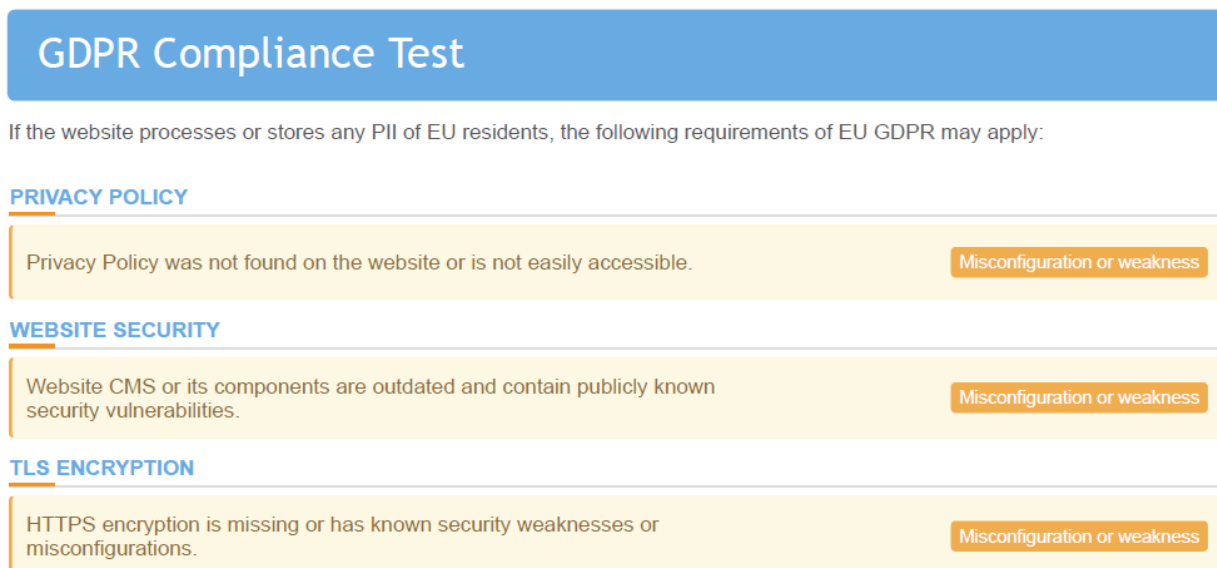 GDPR Compliance Test
If the website processes or stores any PII of EU residents, the following requirements of EU GDPR may apply:
PRIVACY POLICY
Privacy Policy was not found on the website or is not easily accessible.
Misconfiguration or weakness
WEBSITE SECURITY
Website CMS or its components are outdated and contain publicly known
security vulnerabilities.
Misconfiguration or weakness
TLS ENCRYPTION
HTTPS encryption is missing or has known security weaknesses or
misconfigurations.
Misconfiguration or weakness